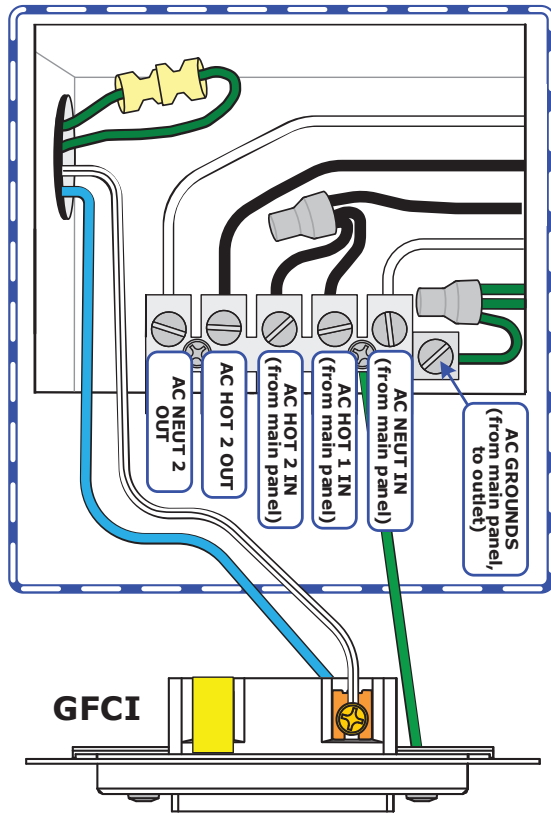 AC NEUT 2
OUT
AC HOT 2 OUT
AC HOT 2 IN
(from main panel)
AC HOT 1 IN
(from main panel)
AC NEUT IN
(from main panel)
AC GROUNDS
(from main panel,
to outlet)
GFCI